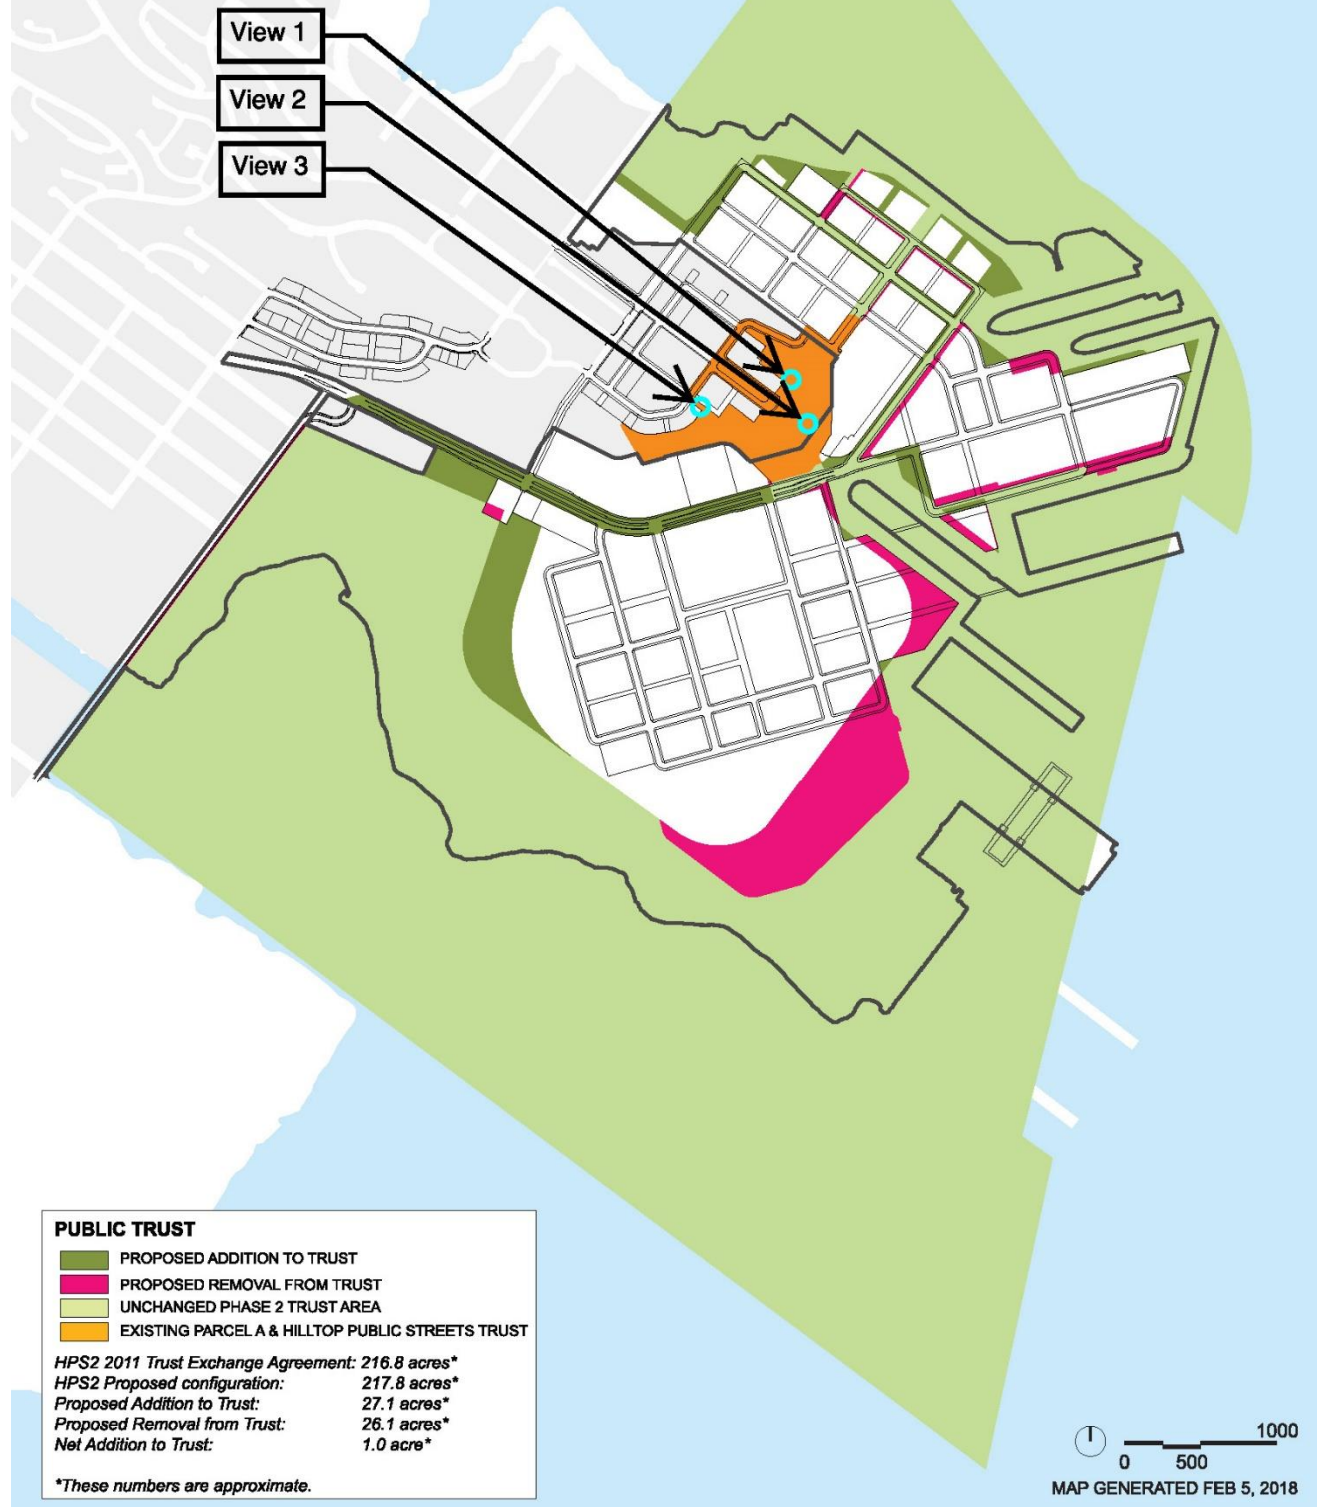 View 1
View 2
View 3
PUBLIC TRUST
PROPOSED ADDITION TO TRUST
PROPOSED REMOVAL FROM TRUST
UNCHANGED PHASE 2 TRUST AREA
EXISTING PARCEL A & HILLTOP PUBLIC STREETS TRUST
HPS2 2011 Trust Exchange Agreement: 216.8 acres*
HPS2 Proposed configuration: 217.8 acres*
Proposed Addition to Trust: 27.1 acres*
Proposed Removal from Trust: 26.1 acres*
Net Addition to Trust: 1.0 acre*
*These numbers are approximate.
1000
0 500
MAP GENERATED FEB 5, 2018